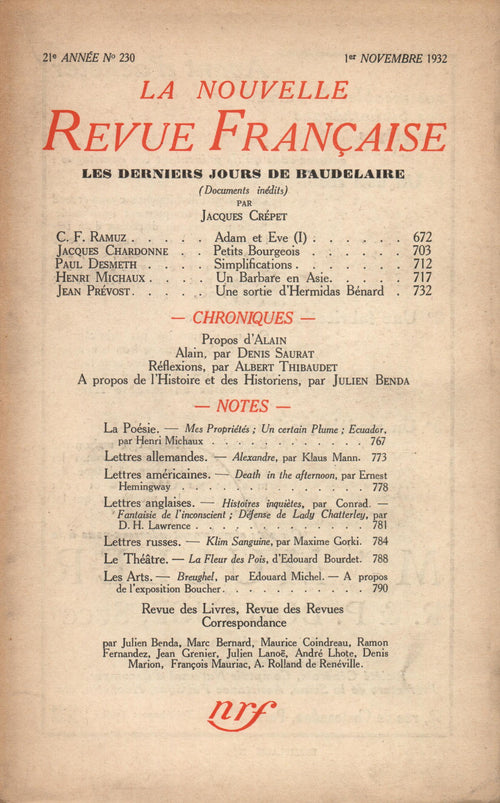 21e ANNÉE No 230 1er NOVEMBRE 1932
LA NOUVELLE
REVUE FRANÇAISE
LES DERNIERS JOURS DE BAUDELAIRE
(Documents inédits)
PAR
JACQUES CRÉPET
C. F. RAMUZ . . . . . Adam et Eve (I) . . . . . . 672
JACQUES CHARDONNE . . Petits Bourgeois . . . . . . 703
PAUL DESMETH . . . . Simplifications. . . . . . . 712
HENRI MICHAUX . . . . Un Barbare en Asie. . . . . 717
JEAN PRÉVOST. . . . . Une sortie d'Hermidas Bénard . 732
— CHRONIQUES —
Propos d'ALAIN
Alain, par DENIS SAURAT
Réflexions, par ALBERT THIBAUDET
A propos de l'Histoire et des Historiens, par JULIEN BENDA
— NOTES —
La Poésie. — Mes Propriétés ; Un certain Plume ; Ecuador,
par Henri Michaux . . . . . . . . . . . . 767
Lettres allemandes. — Alexandre, par Klaus Mann. 773
Lettres américaines. — Death in the afternoon, par Ernest
Hemingway . . . . . . . . . . . . . . 778
Lettres anglaises. — Histoires inquiètes, par Conrad. —
Fantaisie de l'inconscient ; Défense de Lady Chatterley, par
D. H. Lawrence . . . . . . . . . . . . . 781
Lettres russes. — Klim Sanguine, par Maxime Gorki. 784
Le Théâtre. — La Fleur des Pois, d'Edouard Bourdet. 788
Les Arts. — Breughel, par Edouard Michel. — A propos
de l'exposition Boucher. . . . . . . . . . . 790
Revue des Livres, Revue des Revues
Correspondance
par Julien Benda, Marc Bernard, Maurice Coindreau, Ramon
Fernandez, Jean Grenier, Julien Lanoë, André Lhote, Denis
Marion, François Mauriac, A. Rolland de Renéville.
nrf